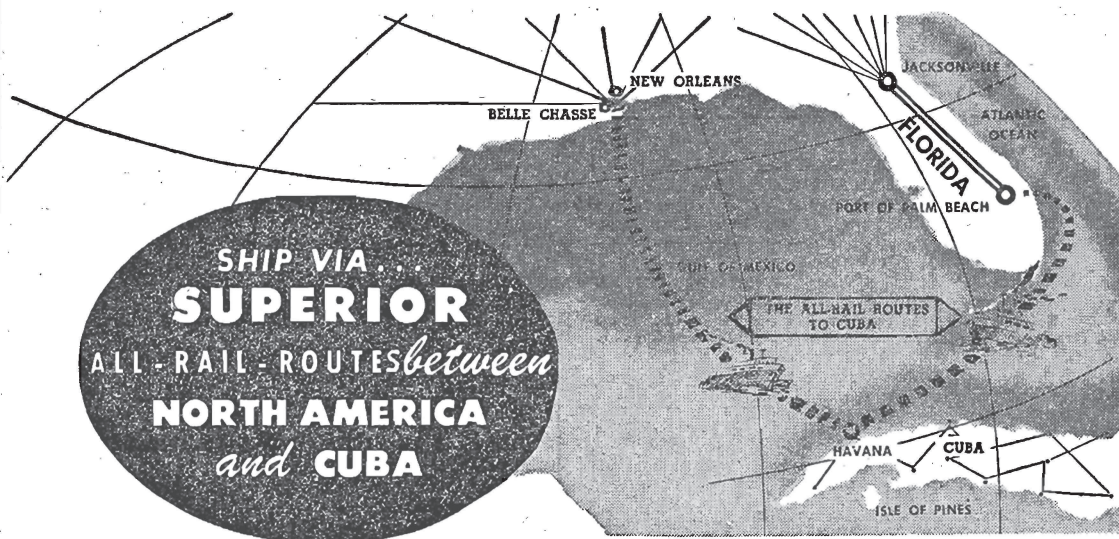 NEW ORLEANS
BELLE CHASSE
JACKSONVILLE
ATLANTIC
OCEAN
FLORIDA
PORT OF PALM BEACH
GULF OF MEXICO
THE ALL-RAIL ROUTES
TO CUBA
HAVANA
CUBA
ISLE OF PINES
SHIP VIA...
SUPERIOR
ALL-RAIL-ROUTES between
NORTH AMERICA
and CUBA